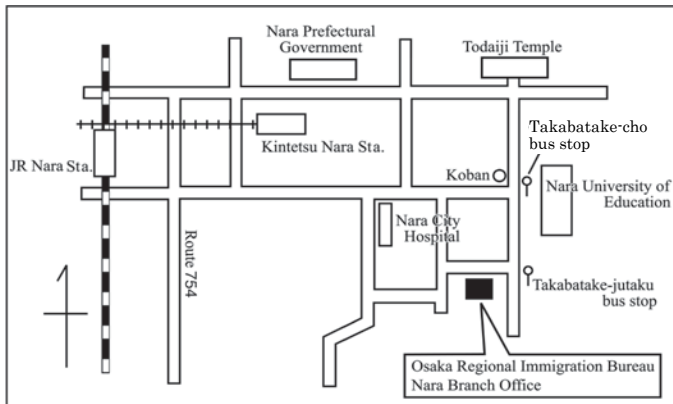 Nara Prefectural
Government
Todaiji Temple
Takabatake-cho
bus stop
Kintetsu Nara Sta.
JR Nara Sta.
Koban
Nara University of
Education
Nara City
Hospital
Route 754
Takabatake-jutaku
bus stop
Osaka Regional Immigration Bureau
Nara Branch Office